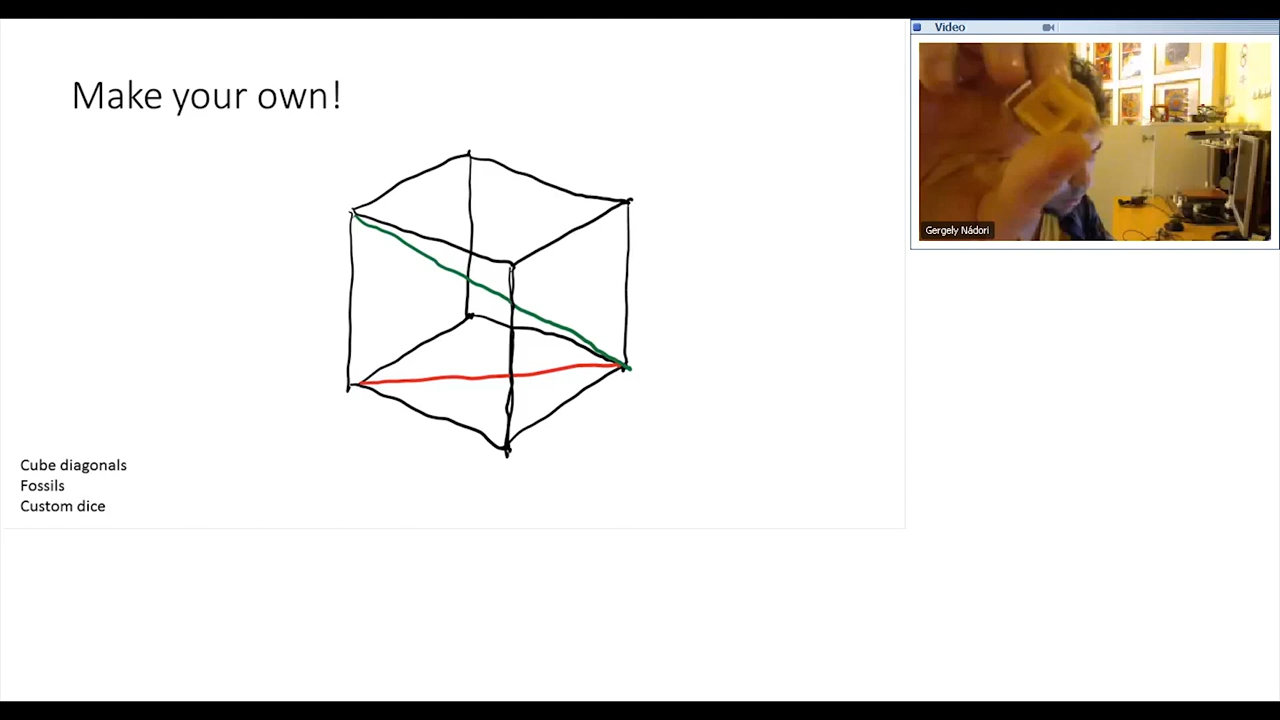 Make your own!
Cube diagonals
Fossils
Custom dice
Video
Gergely Nádori